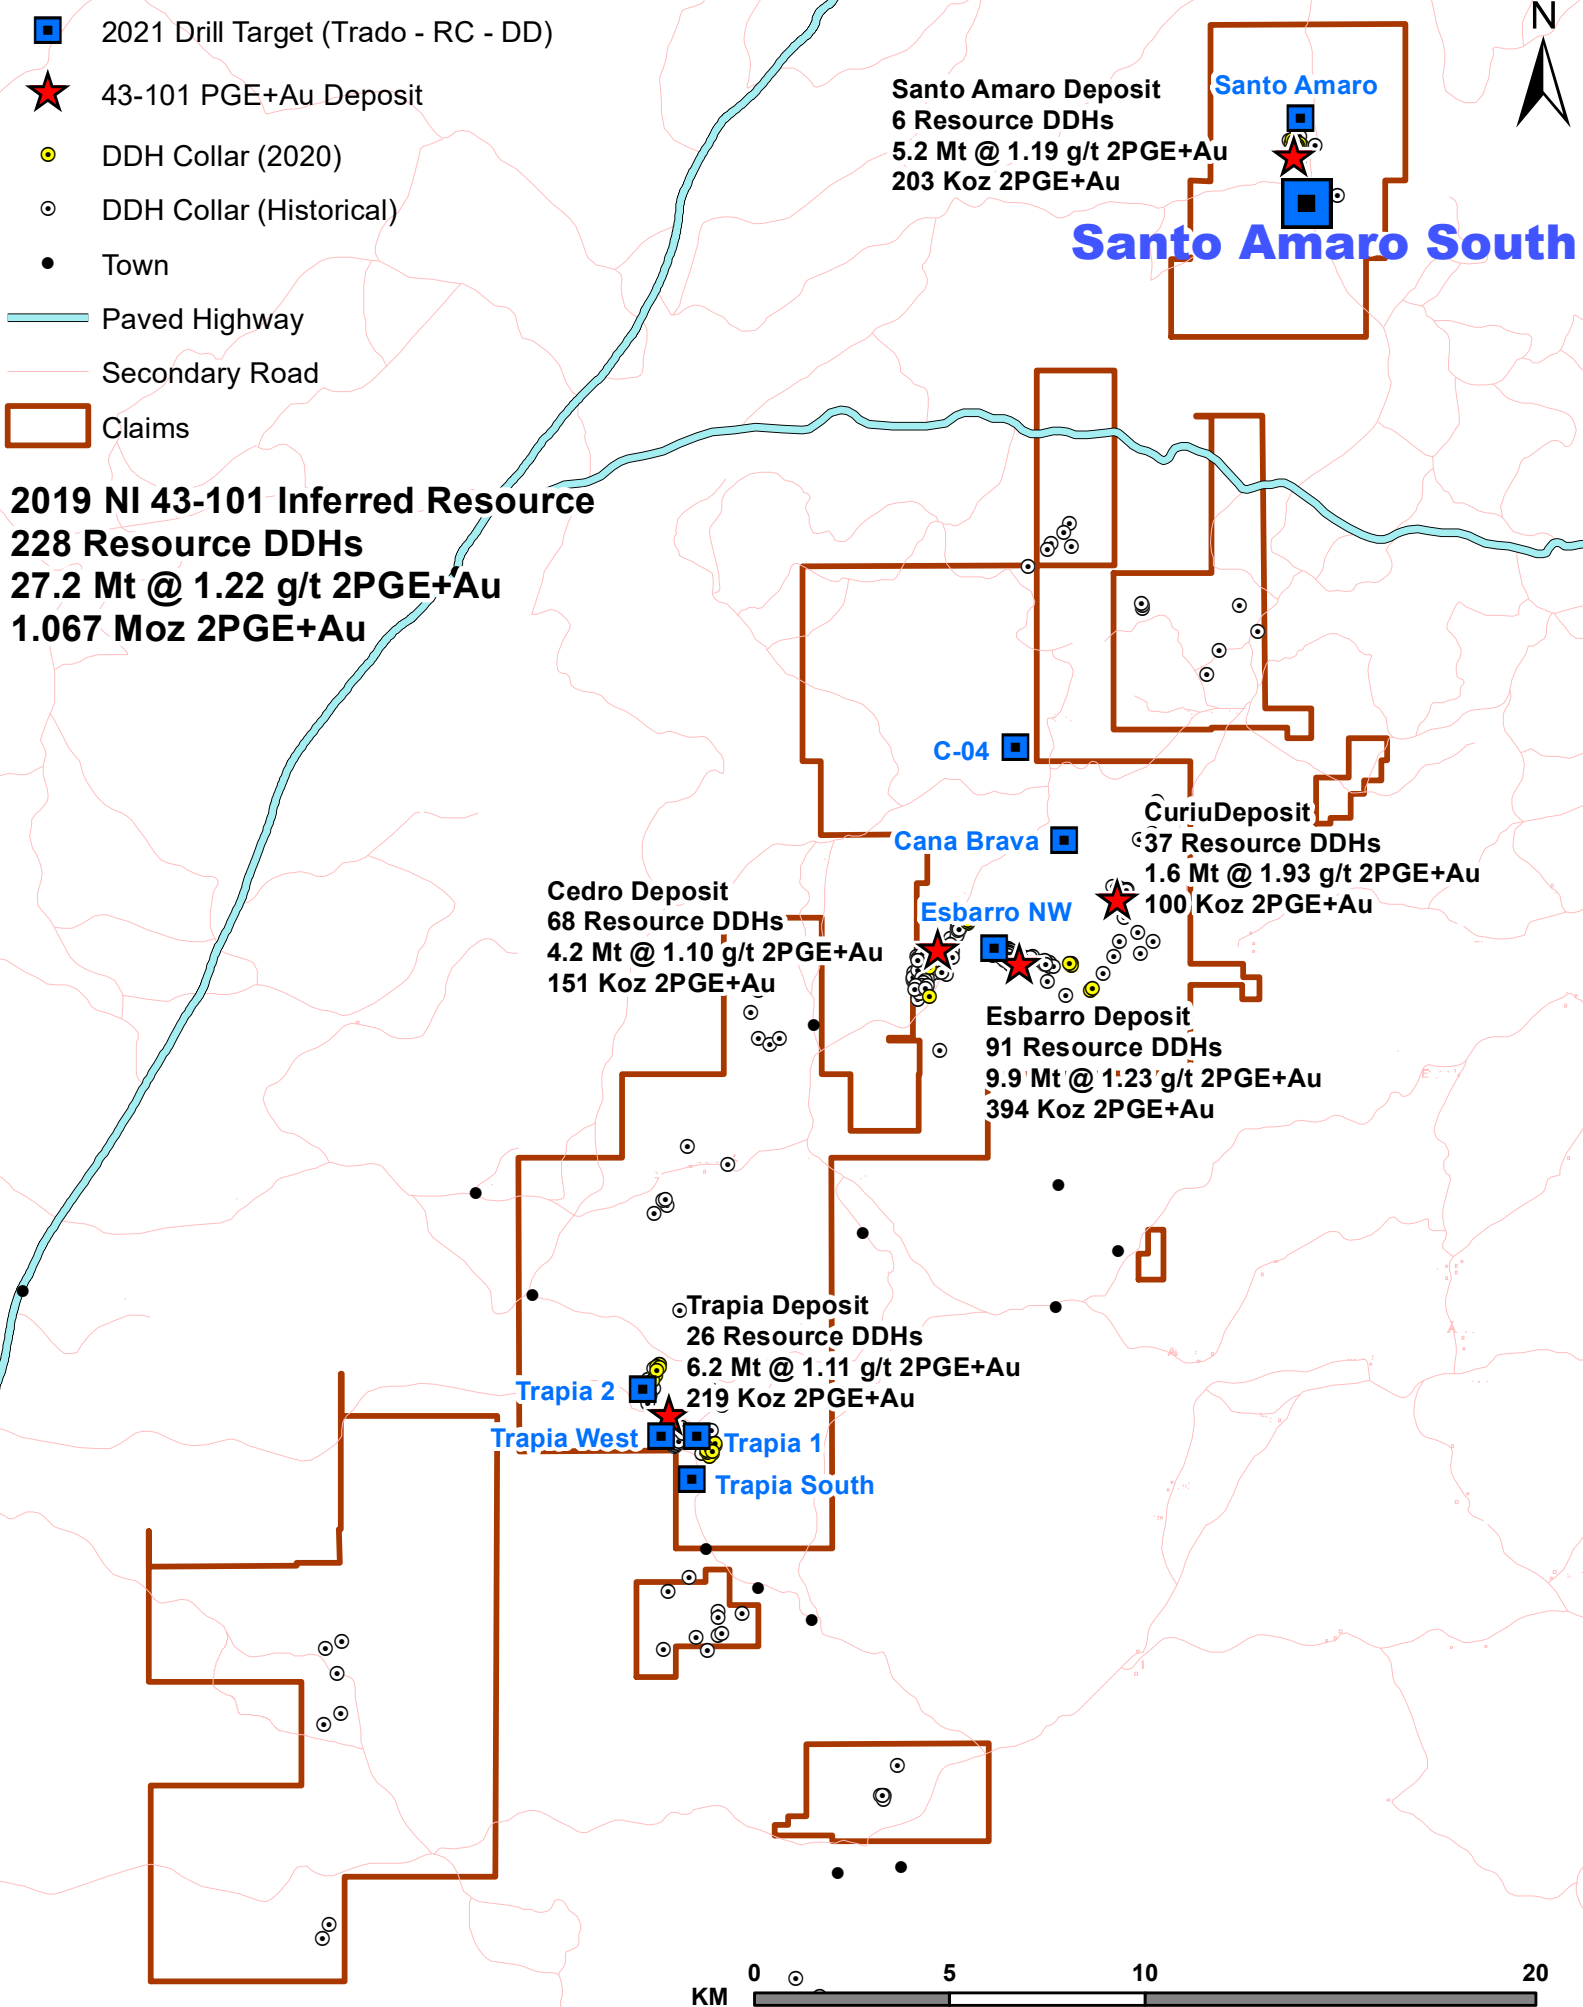 2021 Drill Target (Trado - RC - DD)
43-101 PGE+Au Deposit
DDH Collar (2020)
DDH Collar (Historical)
Town
Paved Highway
Secondary Road
Claims
2019 NI 43-101 Inferred Resource
228 Resource DDHs
27.2 Mt @ 1.22 g/t 2PGE+Au
1.067 Moz 2PGE+Au
N
Santo Amaro Deposit
6 Resource DDHs
5.2 Mt @ 1.19 g/t 2PGE+Au
203 Koz 2PGE+Au
Santo Amaro
Santo Amaro South
C-04
Cana Brava
CuriuDeposit
37 Resource DDHs
1.6 Mt @ 1.93 g/t 2PGE+Au
100 Koz 2PGE+Au
Cedro Deposit
68 Resource DDHs
4.2 Mt @ 1.10 g/t 2PGE+Au
151 Koz 2PGE+Au
Esbarro NW
Esbarro Deposit
91 Resource DDHs
9.9 Mt @ 1.23 g/t 2PGE+Au
394 Koz 2PGE+Au
Trapia Deposit
26 Resource DDHs
6.2 Mt @ 1.11 g/t 2PGE+Au
219 Koz 2PGE+Au
Trapia 2
Trapia West
Trapia 1
Trapia South
0 5 10 20
KM